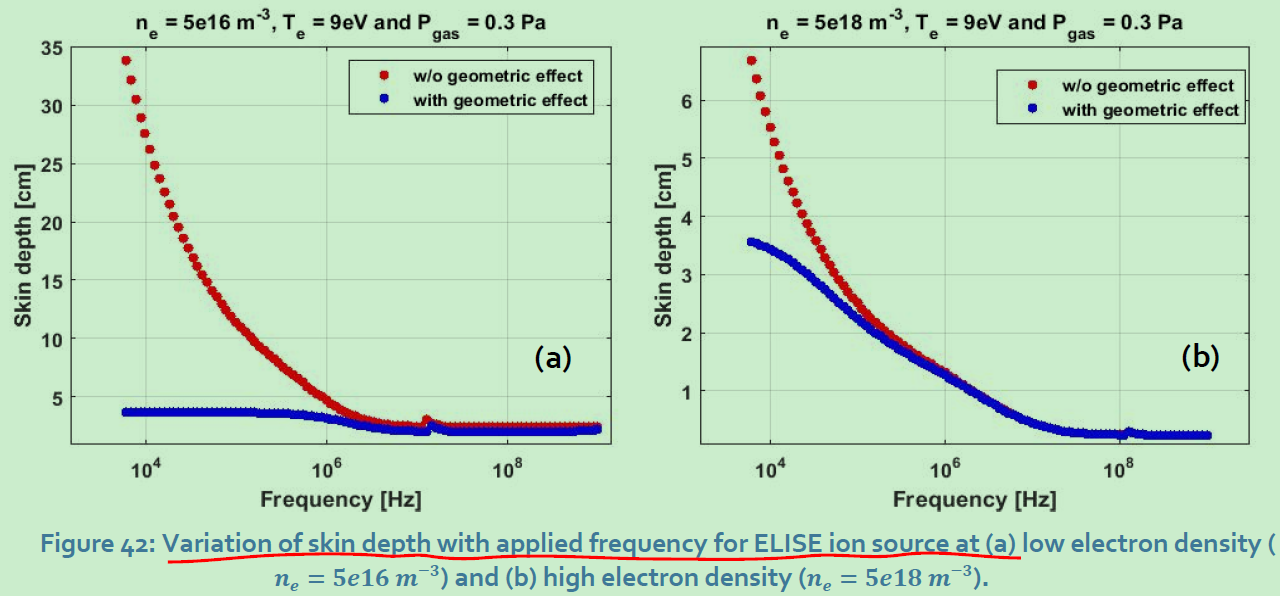 n_e = 5e16 m^-3, T_e = 9eV and P_gas = 0.3 Pa
35
30
25
20
15
10
5
Skin depth [cm]
w/o geometric effect
with geometric effect
(a)
10^4
10^6
10^8
Frequency [Hz]
n_e = 5e18 m^-3, T_e = 9eV and P_gas = 0.3 Pa
6
5
4
3
2
1
Skin depth [cm]
w/o geometric effect
with geometric effect
(b)
10^4
10^6
10^8
Frequency [Hz]
Figure 42: Variation of skin depth with applied frequency for ELISE ion source at (a) low electron density (
n_e = 5e16 m^-3) and (b) high electron density (n_e = 5e18 m^-3).